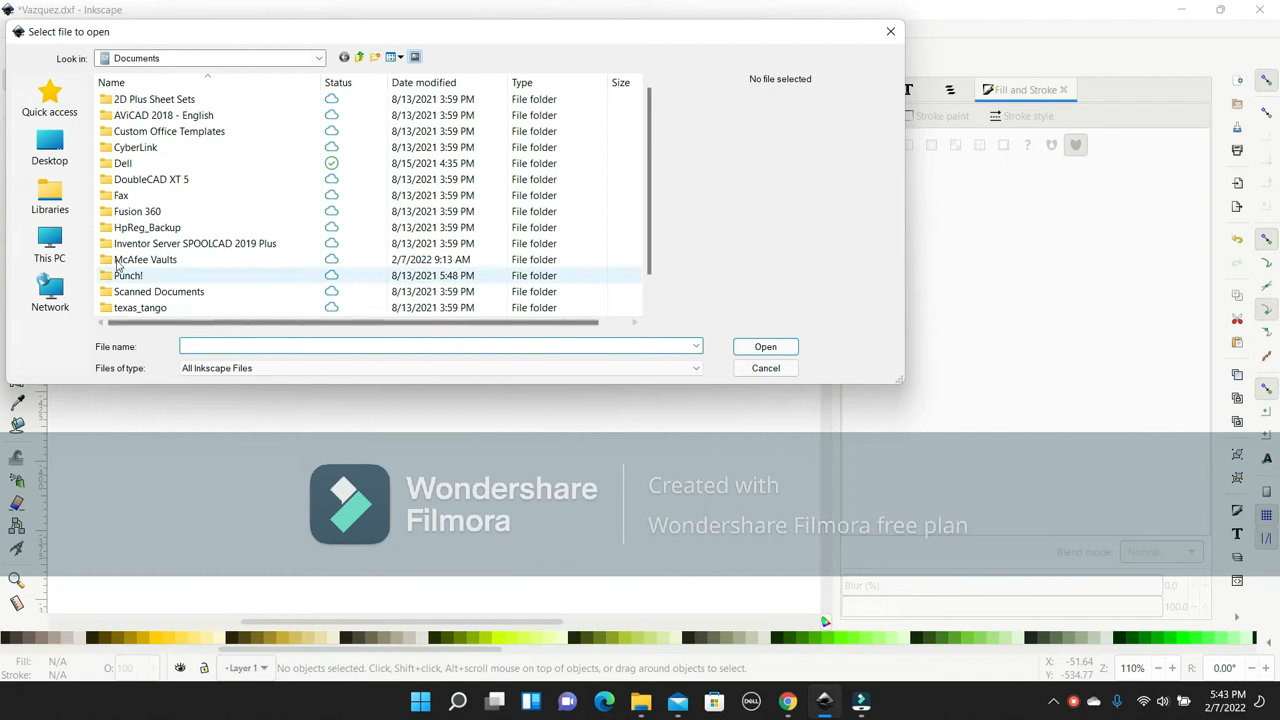 *Vazquez.dxf - Inkscape
Select file to open
Look in: Documents
Name Status Date modified Type Size
No file selected
2D Plus Sheet Sets 8/13/2021 3:59 PM File folder
AViCAD 2018 - English 8/13/2021 3:59 PM File folder
Custom Office Templates 8/13/2021 3:59 PM File folder
CyberLink 8/13/2021 3:59 PM File folder
Dell 8/15/2021 4:35 PM File folder
DoubleCAD XT 5 8/13/2021 3:59 PM File folder
Fax 8/13/2021 3:59 PM File folder
Fusion 360 8/13/2021 3:59 PM File folder
HpReg_Backup 8/13/2021 3:59 PM File folder
Inventor Server SPOOLCAD 2019 Plus 8/13/2021 3:59 PM File folder
McAfee Vaults 2/7/2022 9:13 AM File folder
Punch! 8/13/2021 5:48 PM File folder
Scanned Documents 8/13/2021 3:59 PM File folder
texas_tango 8/13/2021 3:59 PM File folder
Quick access
Desktop
Libraries
This PC
Network
File name: Open
Files of type: All Inkscape Files Cancel
Fill and Stroke
Stroke paint Stroke style
Wondershare
Filmora
Created with
Wondershare Filmora free plan
Blend mode: Normal
Blur (%) 0.0
100.0
Fill: N/A
Stroke: N/A
O: 100
Layer 1
No objects selected. Click, Shift+click, Alt+scroll mouse on top of objects, or drag around objects to select.
X: -51.64
Y: -534.77
Z: 110%
R: 0.00°
DELL
5:43 PM
2/7/2022